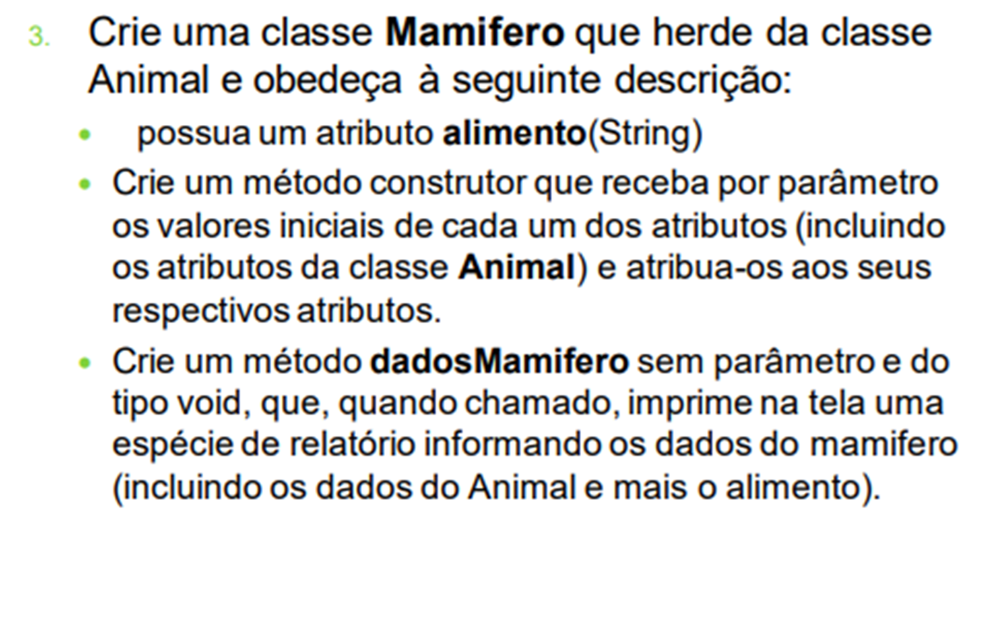 3. Crie uma classe Mamifero que herde da classe
Animal e obedeça à seguinte descrição:
• possua um atributo alimento(String)
• Crie um método construtor que receba por parâmetro
os valores iniciais de cada um dos atributos (incluindo
os atributos da classe Animal) e atribua-os aos seus
respectivos atributos.
• Crie um método dadosMamifero sem parâmetro e do
tipo void, que, quando chamado, imprime na tela uma
espécie de relatório informando os dados do mamifero
(incluindo os dados do Animal e mais o alimento).